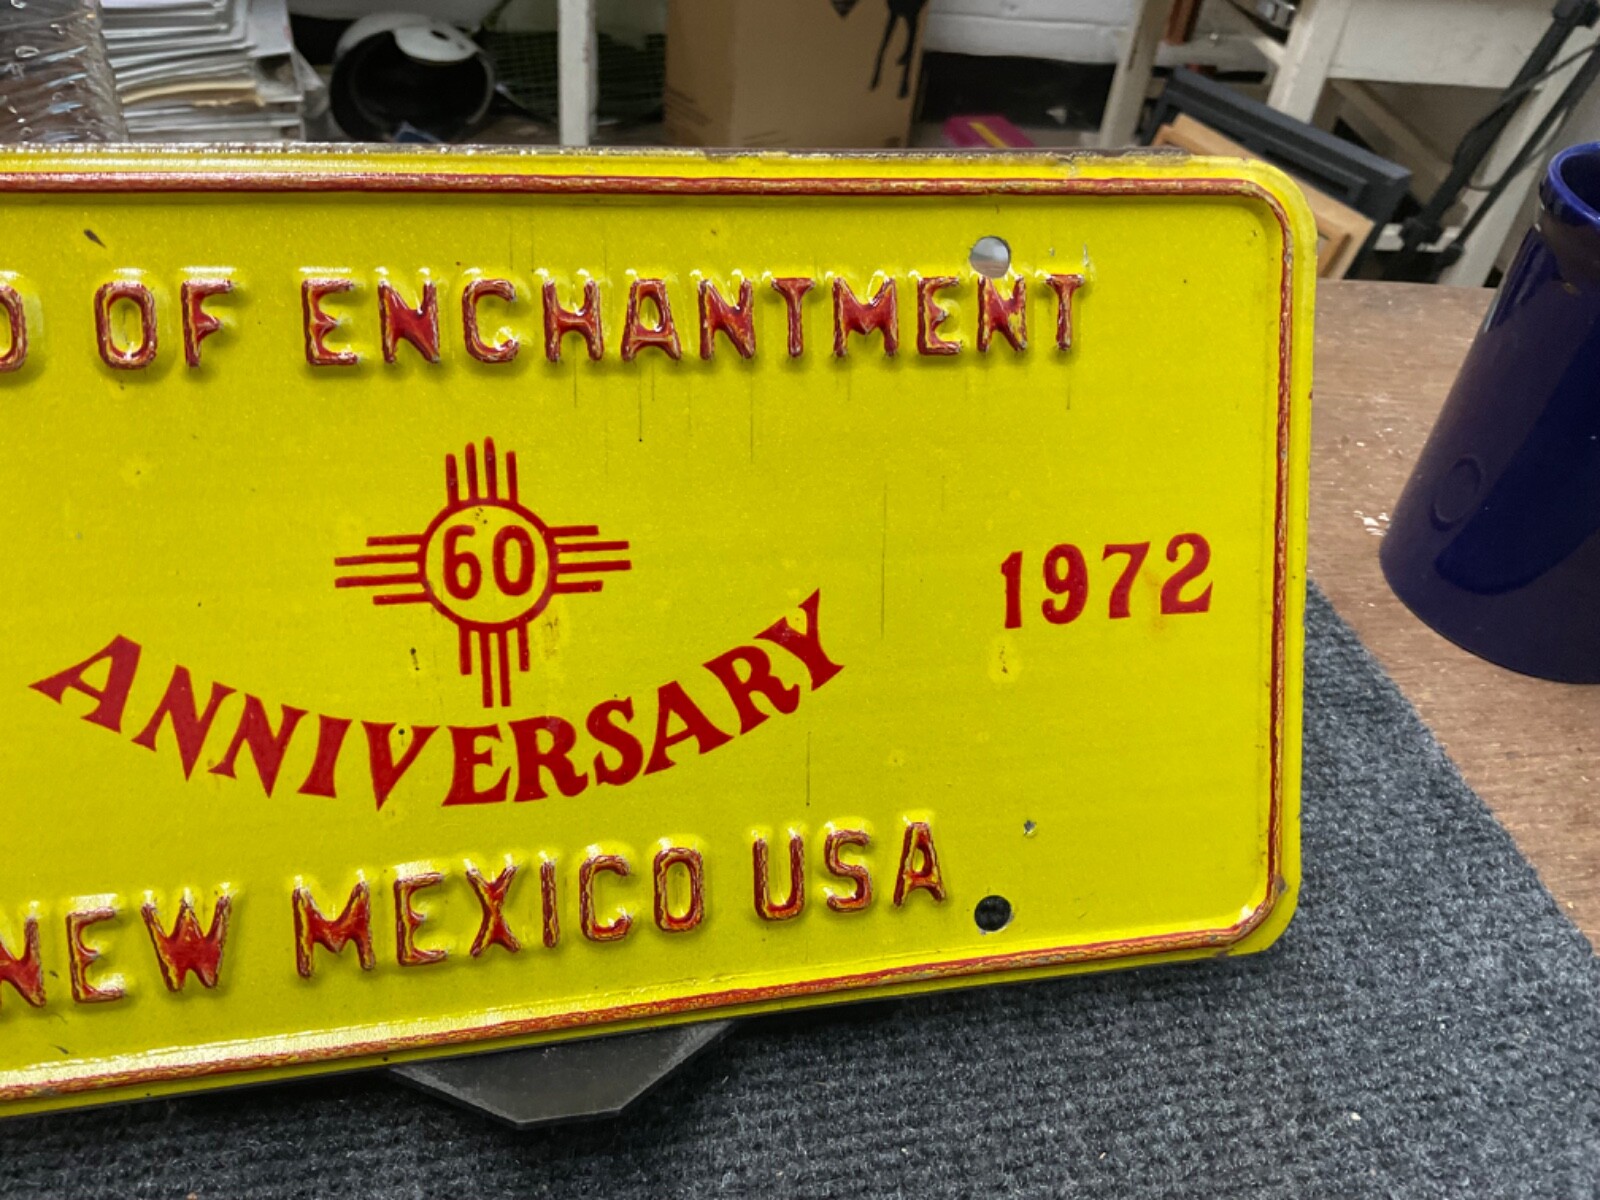 D OF ENCHANTMENT
60
ANNIVERSARY
1972
NEW MEXICO USA